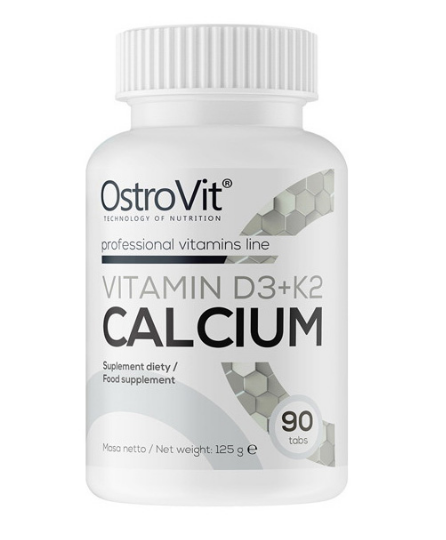 OstroVit®
TECHNOLOGY OF NUTRITION
professional vitamins line
VITAMIN D3+K2
CALCIUM
Suplement diety /
Food supplement
90
tabs
Masa netto / Net weight: 125 g ℮